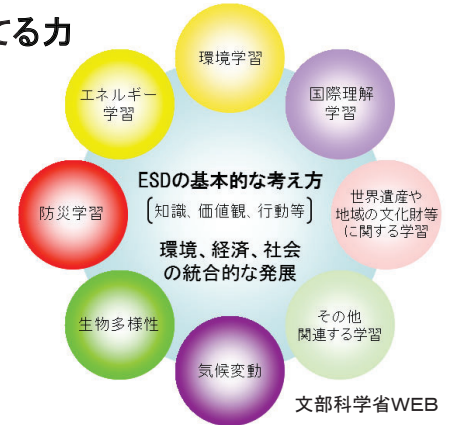 てる力
環境学習
エネルギー
学習
国際理解
学習
ESDの基本的な考え方
〔知識、価値観、行動等〕
環境、経済、社会
の統合的な発展
防災学習
世界遺産や
地域の文化財等
に関する学習
生物多様性
その他
関連する学習
気候変動
文部科学省WEB